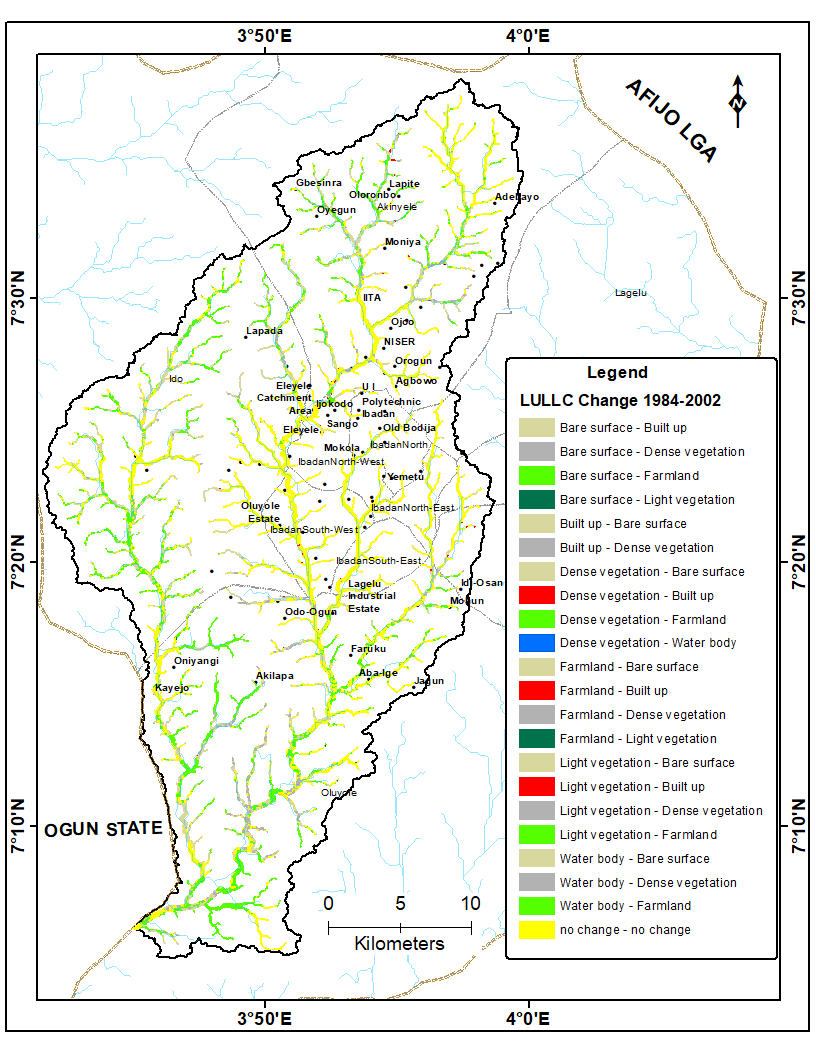 3°50'E
4°0'E
AFIJO LGA
N
Gbesinra
Lapite
Oloronbo
Akinyele
Oyegun
Moniya
7°30'N
7°30'N
Lagelu
IITA
Ojoo
Lapada
NISER
Orogun
Ido
Agbowo
Eleyele
Catchment
Area
U I
Ijokodo
Polytechnic
Ibadan
Sango
Eleyele
Old Bodija
Mokola
IbadanNorth
IbadanNorth-West
Yemetu
Oluyole
Estate
IbadanNorth-East
IbadanSouth-West
7°20'N
7°20'N
IbadanSouth-East
Lagelu
Industrial
Estate
Idi-Osan
Odo-Ogun
Faruku
Oniyangi
Akilapa
Aba-Ige
Jagun
Kayejo
Oluyole
7°10'N
7°10'N
OGUN STATE
0 5 10
Kilometers
3°50'E
4°0'E
Legend
LULLC Change 1984-2002
Bare surface - Built up
Bare surface - Dense vegetation
Bare surface - Farmland
Bare surface - Light vegetation
Built up - Bare surface
Built up - Dense vegetation
Dense vegetation - Bare surface
Dense vegetation - Built up
Dense vegetation - Farmland
Dense vegetation - Water body
Farmland - Bare surface
Farmland - Built up
Farmland - Dense vegetation
Farmland - Light vegetation
Light vegetation - Bare surface
Light vegetation - Built up
Light vegetation - Dense vegetation
Light vegetation - Farmland
Water body - Bare surface
Water body - Dense vegetation
Water body - Farmland
no change - no change